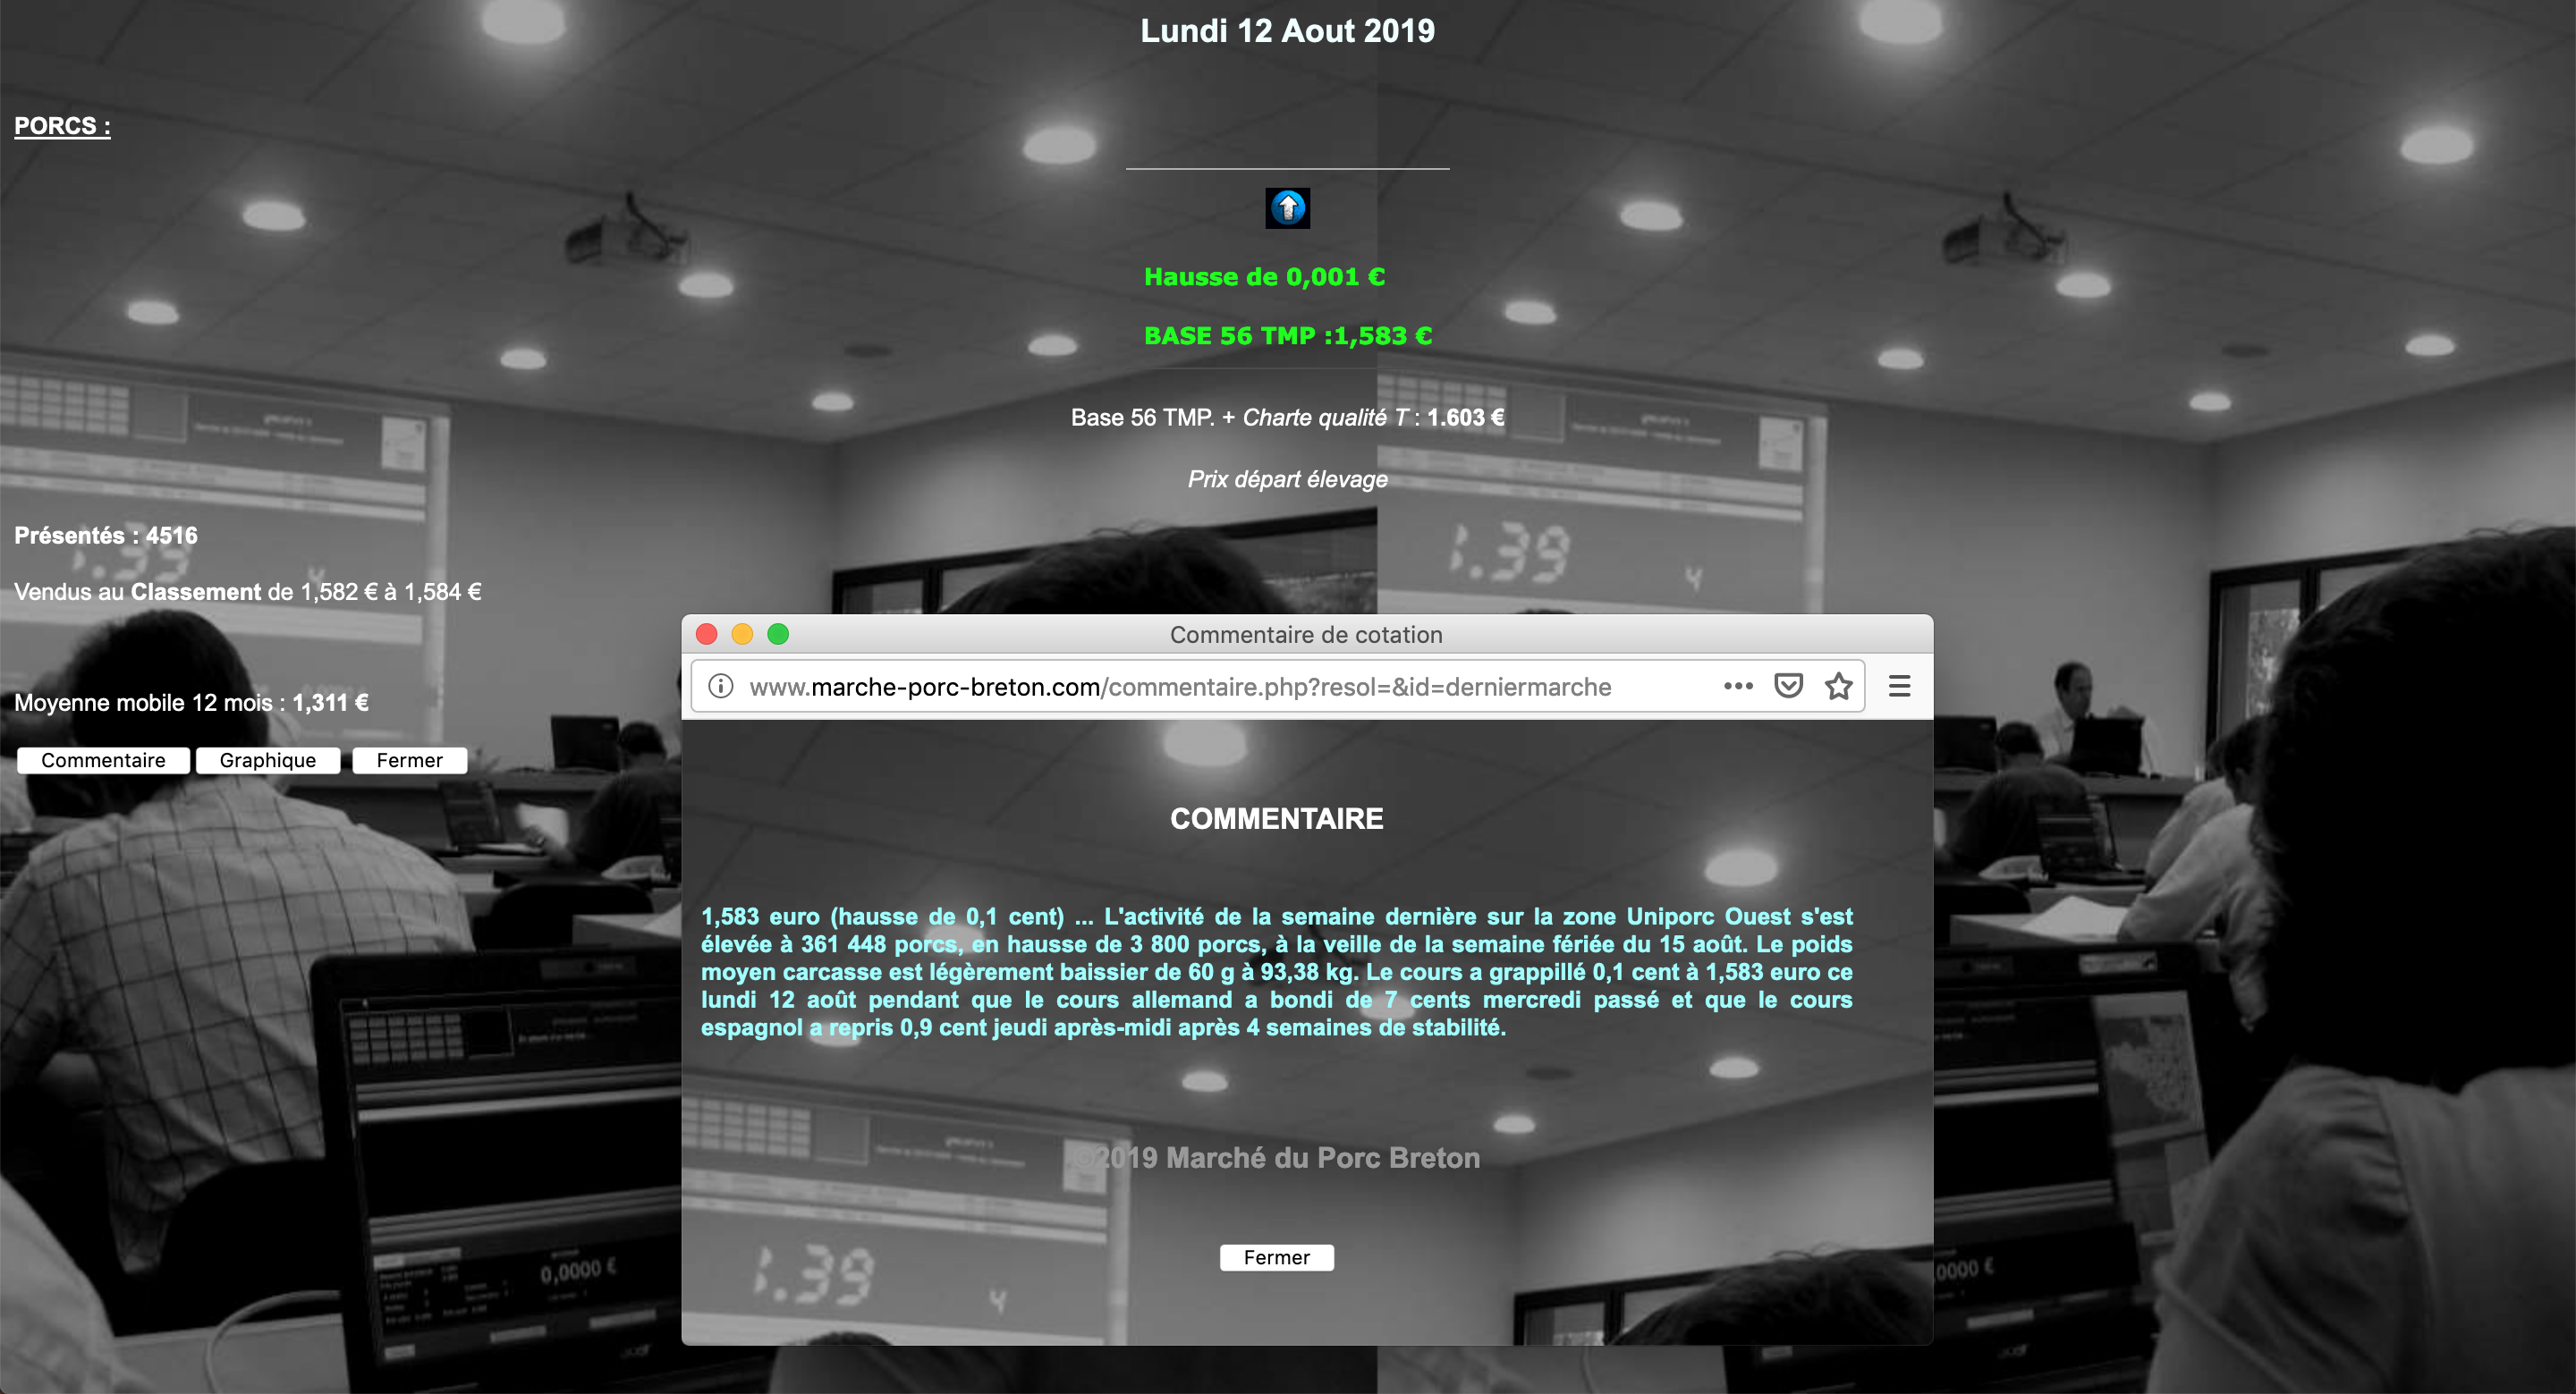 Lundi 12 Aout 2019
PORCS :
Hausse de 0,001 €
BASE 56 TMP :1,583 €
Base 56 TMP. + Charte qualité T : 1.603 €
Prix départ élevage
Présentés : 4516
Vendus au Classement de 1,582 € à 1,584 €
Moyenne mobile 12 mois : 1,311 €
Commentaire Graphique Fermer
1.39 4
1.39 4
0,0000 €
0000 €
Commentaire de cotation
www.marche-porc-breton.com/commentaire.php?resol=&id=derniermarche
COMMENTAIRE
1,583 euro (hausse de 0,1 cent) ... L'activité de la semaine dernière sur la zone Uniporc Ouest s'est
élevée à 361 448 porcs, en hausse de 3 800 porcs, à la veille de la semaine fériée du 15 août. Le poids
moyen carcasse est légèrement baissier de 60 g à 93,38 kg. Le cours a grappillé 0,1 cent à 1,583 euro ce
lundi 12 août pendant que le cours allemand a bondi de 7 cents mercredi passé et que le cours
espagnol a repris 0,9 cent jeudi après-midi après 4 semaines de stabilité.
©2019 Marché du Porc Breton
1.39 4
Fermer